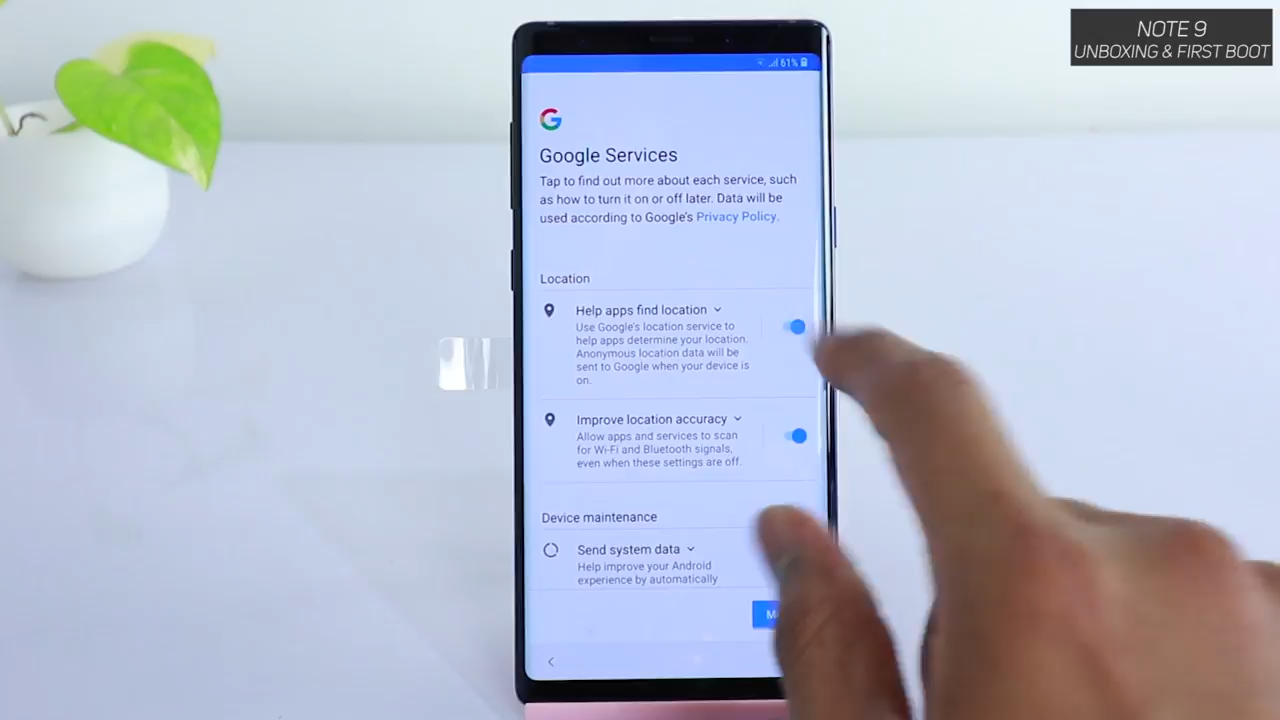 NOTE 9
UNBOXING & FIRST BOOT
61%
Google Services
Tap to find out more about each service, such
as how to turn it on or off later. Data will be
used according to Google's Privacy Policy.
Location
Help apps find location
Use Google's location service to
help apps determine your location.
Anonymous location data will be
sent to Google when your device is
on.
Improve location accuracy
Allow apps and services to scan
for Wi-Fi and Bluetooth signals,
even when these settings are off.
Device maintenance
Send system data
Help improve your Android
experience by automatically